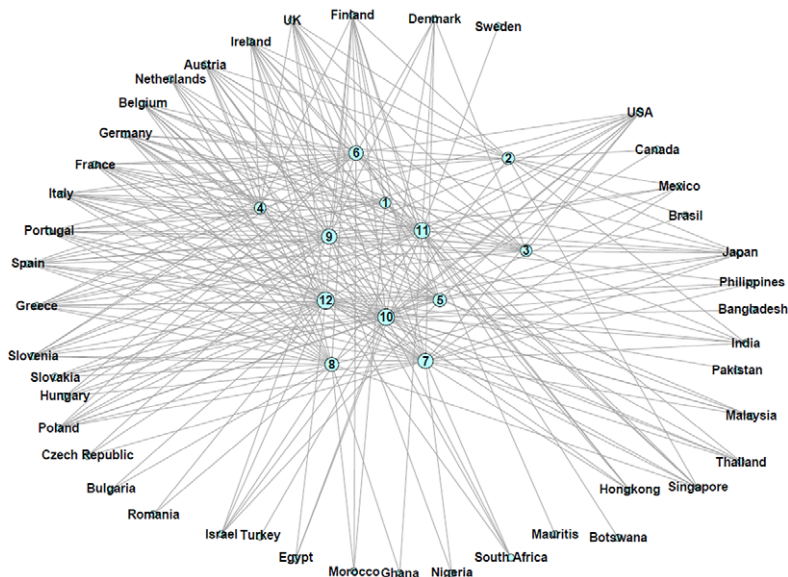 Finland
Denmark
UK
Sweden
Ireland
Austria
Netherlands
Belgium
USA
Germany
Canada
6
2
France
Mexico
Italy
1
4
Brasil
Portugal
11
9
3
Japan
Spain
Philippines
12
5
Greece
Bangladesh
10
India
Slovenia
8
7
Pakistan
Slovakia
Hungary
Malaysia
Poland
Czech Republic
Thailand
Bulgaria
Hongkong
Singapore
Romania
Israel
Turkey
Mauritis
Botswana
Egypt
South Africa
Morocco
Ghana
Nigeria